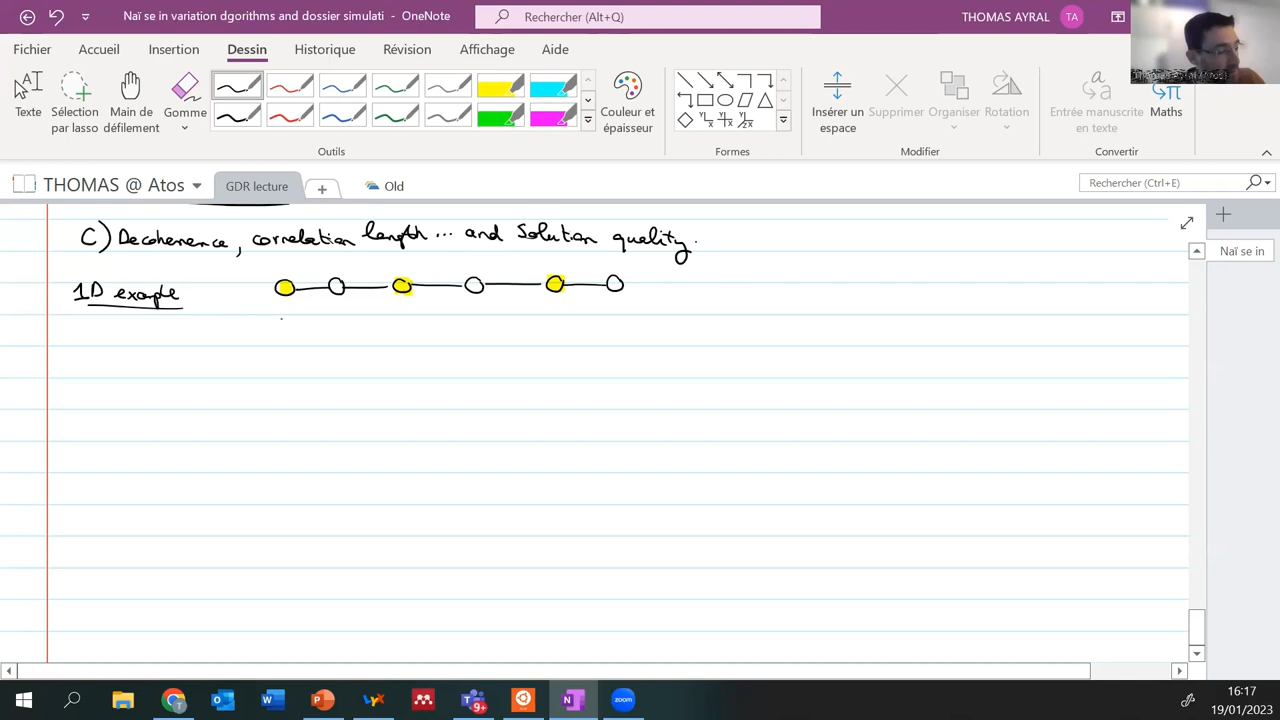 Naï se in variation dgorithms and dossier simulati - OneNote
Rechercher (Alt+Q)
THOMAS AYRAL
TA
Fichier Accueil Insertion Dessin Historique Révision Affichage Aide
Texte
Sélection par lasso
Main de défilement
Gomme
Couleur et épaisseur
Insérer un espace
Supprimer
Organiser
Rotation
Entrée manuscrite en texte
Maths
Outils
Formes
Modifier
Convertir
THOMAS @ Atos
GDR lecture
Old
Rechercher (Ctrl+E)
Naï se in
C) Decoherence, correlation length ... and Solution quality.
1D example
9+
16:17
19/01/2023